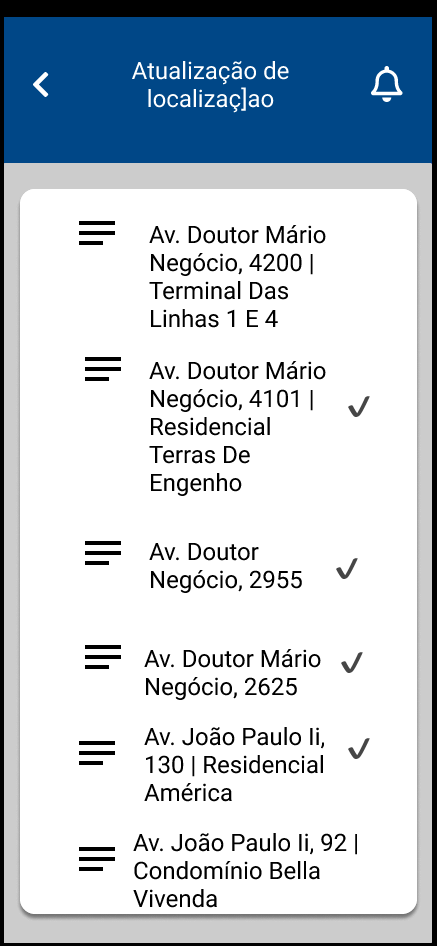 Atualização de
localizaç]ao
Av. Doutor Mário
Negócio, 4200 |
Terminal Das
Linhas 1 E 4
Av. Doutor Mário
Negócio, 4101 |
Residencial
Terras De
Engenho
Av. Doutor
Negócio, 2955
Av. Doutor Mário
Negócio, 2625
Av. João Paulo Ii,
130 | Residencial
América
Av. João Paulo Ii, 92 |
Condomínio Bella
Vivenda